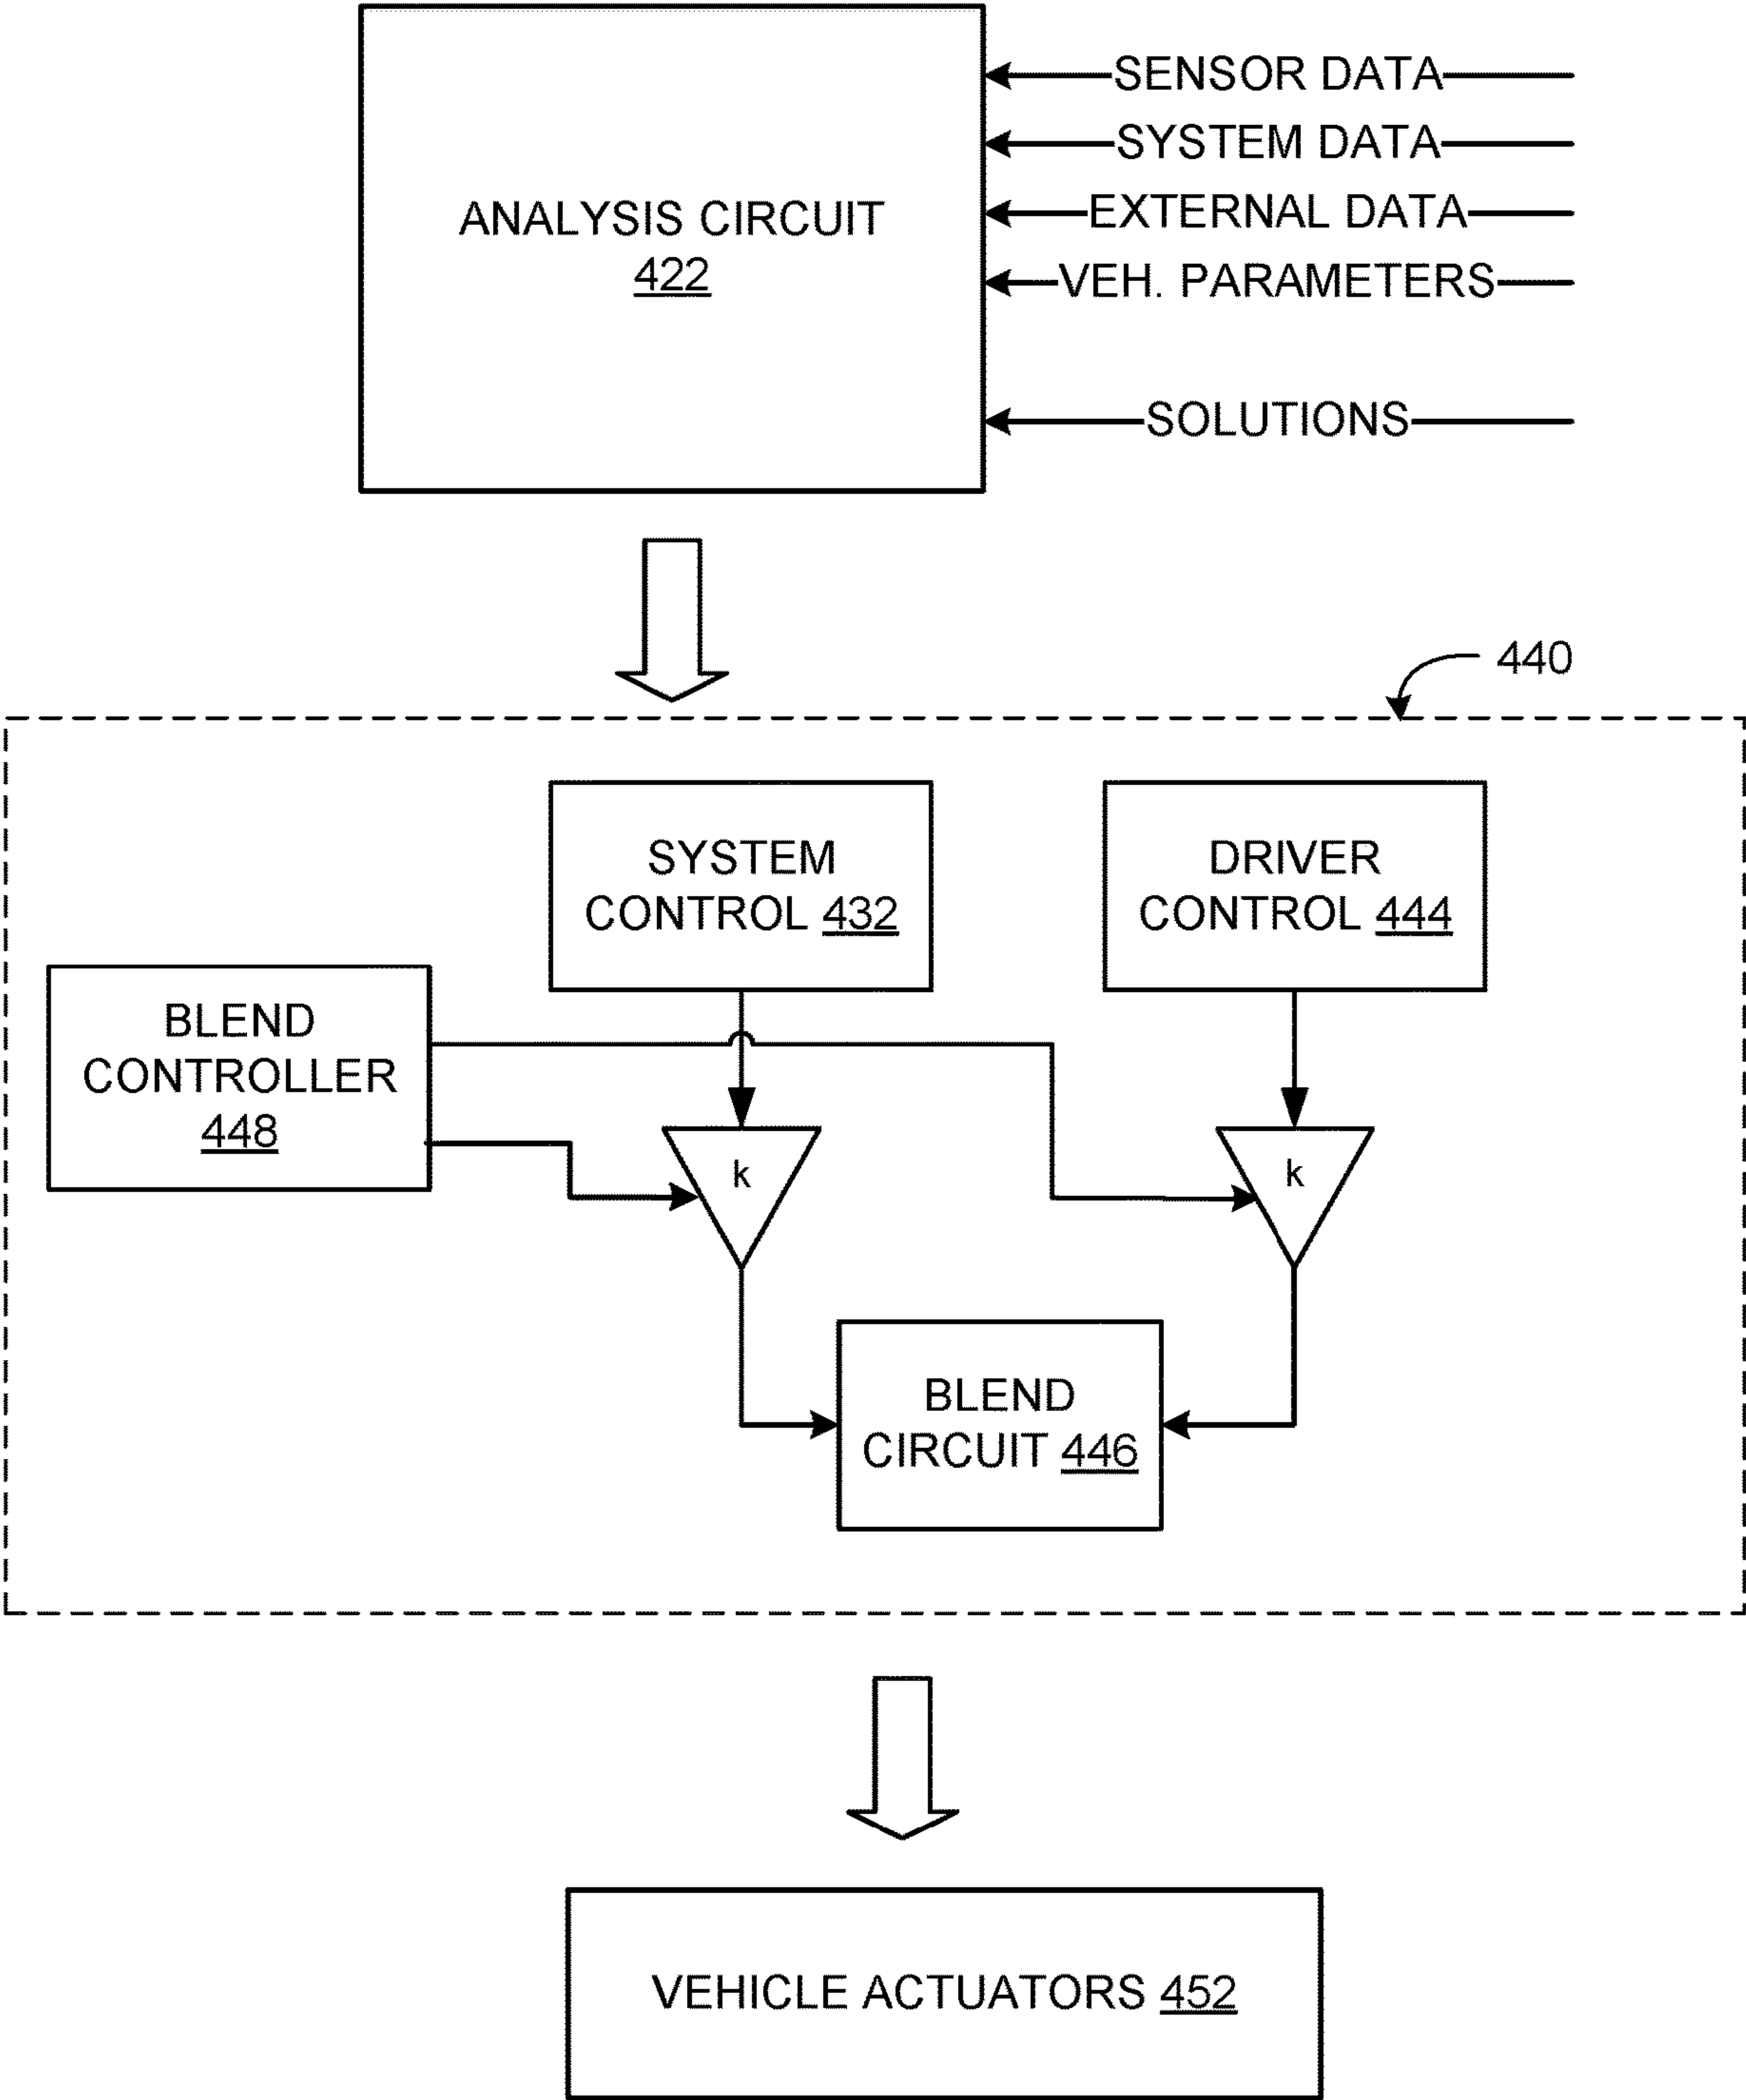 SENSOR DATA
SYSTEM DATA
EXTERNAL DATA
VEH. PARAMETERS
SOLUTIONS
ANALYSIS CIRCUIT
422
440
SYSTEM
CONTROL 432
DRIVER
CONTROL 444
BLEND
CONTROLLER
448
k
k
BLEND
CIRCUIT 446
VEHICLE ACTUATORS 452